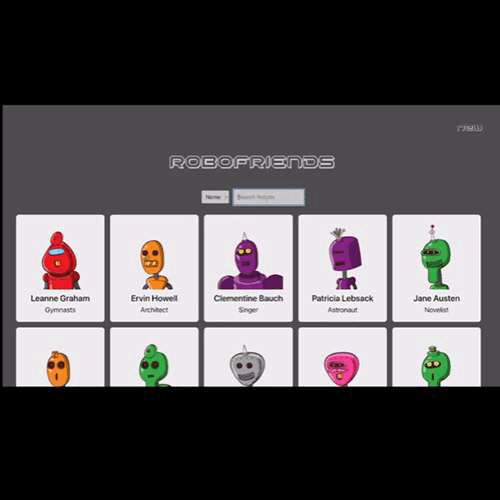 new
ROBOFRIENDS
Name Search Robots
Leanne Graham Ervin Howell Clementine Bauch Patricia Lebsack Jane Austen
Gymnasts Architect Singer Astronaut Novelist